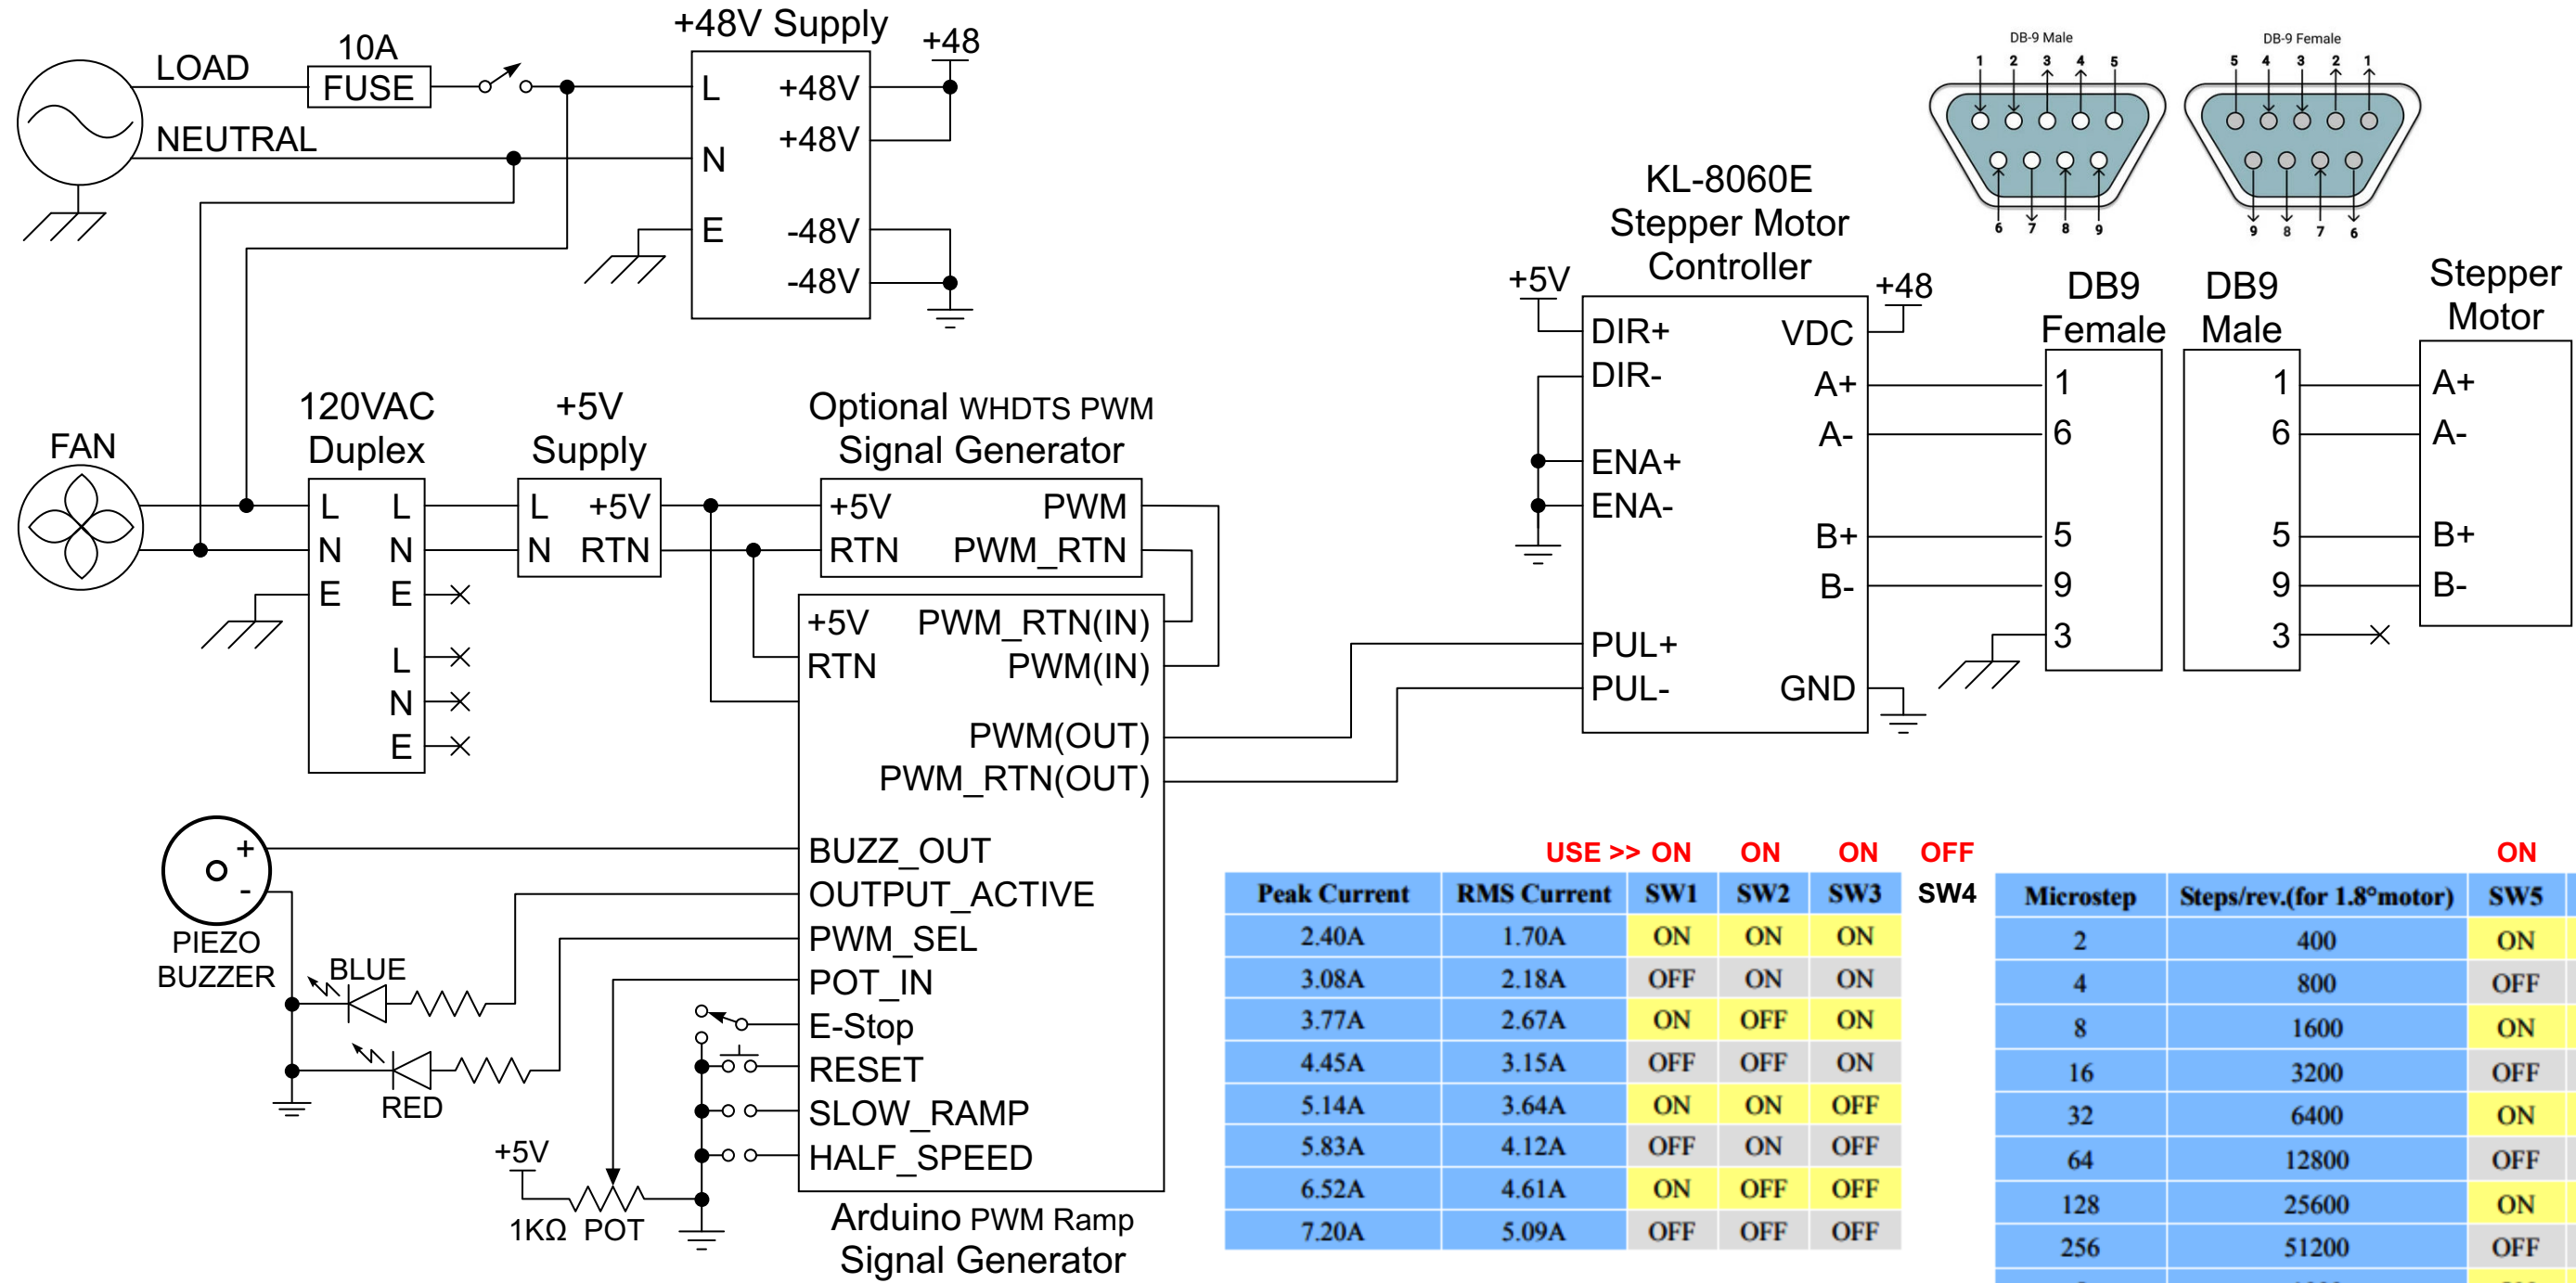 +48V Supply
LOAD
10A
FUSE
NEUTRAL
L
N
E
+48V
+48V
-48V
-48V
+48
FAN
120VAC
Duplex
L
N
E
L
N
E
L
N
E
+5V
Supply
L
N
+5V
RTN
Optional WHDTS PWM
Signal Generator
+5V
RTN
PWM
PWM_RTN
+5V
RTN
PWM_RTN(IN)
PWM(IN)
PWM(OUT)
PWM_RTN(OUT)
BUZZ_OUT
OUTPUT_ACTIVE
PWM_SEL
POT_IN
E-Stop
RESET
SLOW_RAMP
HALF_SPEED
Arduino PWM Ramp
Signal Generator
+
-
PIEZO
BUZZER
BLUE
RED
+5V
1KΩ POT
KL-8060E
Stepper Motor
Controller
+5V
+48
DIR+
DIR-
ENA+
ENA-
PUL+
PUL-
VDC
A+
A-
B+
B-
GND
DB-9 Male
1 2 3 4 5
6 7 8 9
DB-9 Female
5 4 3 2 1
9 8 7 6
DB9
Female
1
6
5
9
3
DB9
Male
1
6
5
9
3
Stepper
Motor
A+
A-
B+
B-
USE >> ON ON ON OFF ON
Peak Current RMS Current SW1 SW2 SW3 SW4
2.40A 1.70A ON ON ON
3.08A 2.18A OFF ON ON
3.77A 2.67A ON OFF ON
4.45A 3.15A OFF OFF ON
5.14A 3.64A ON ON OFF
5.83A 4.12A OFF ON OFF
6.52A 4.61A ON OFF OFF
7.20A 5.09A OFF OFF OFF
Microstep Steps/rev.(for 1.8°motor) SW5
2 400 ON
4 800 OFF
8 1600 ON
16 3200 OFF
32 6400 ON
64 12800 OFF
128 25600 ON
256 51200 OFF